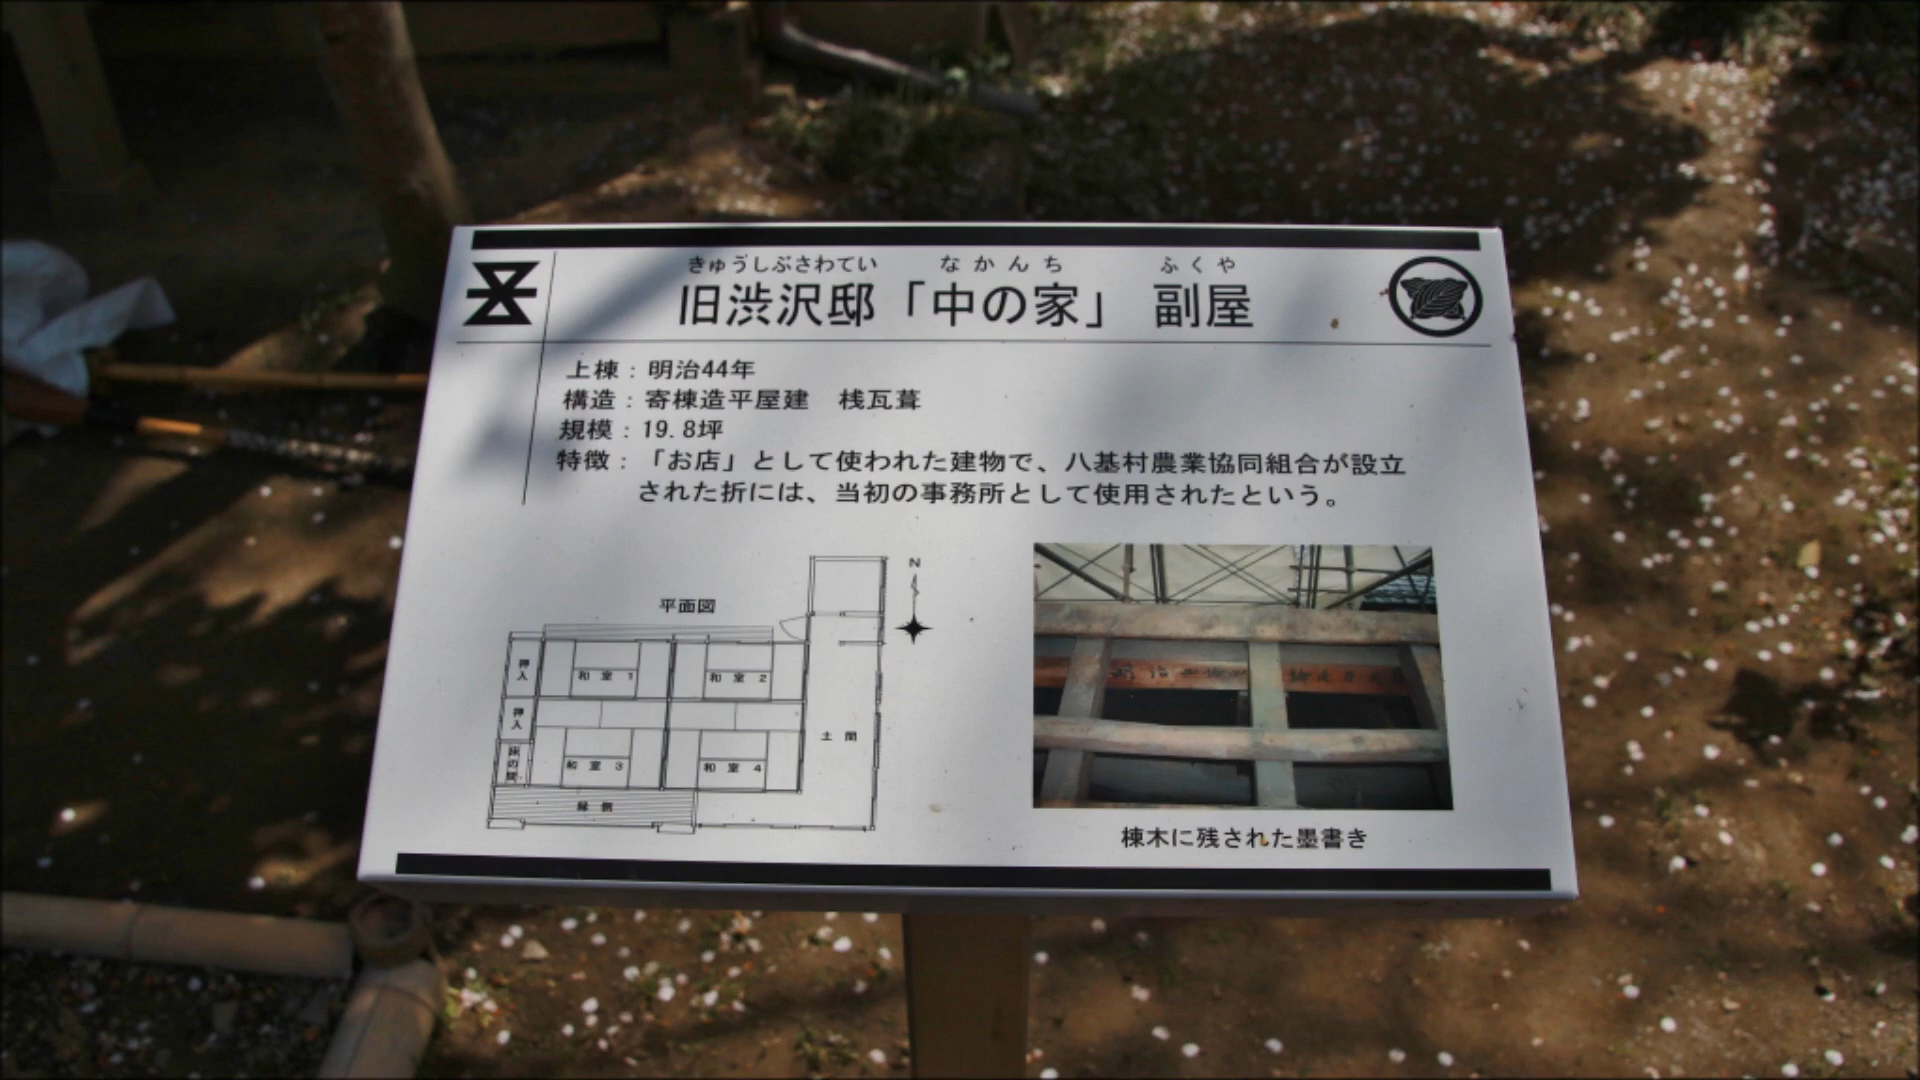 きゅうしぶさわてい なかんち ふくや
旧渋沢邸「中の家」 副屋
上棟：明治44年
構造：寄棟造平屋建 桟瓦葺
規模：19.8坪
特徴：「お店」として使われた建物で、八基村農業協同組合が設立
された折には、当初の事務所として使用されたという。
平面図
N
押入
和室1
和室2
押入
土間
床の間
和室3
和室4
縁側
棟木に残された墨書き